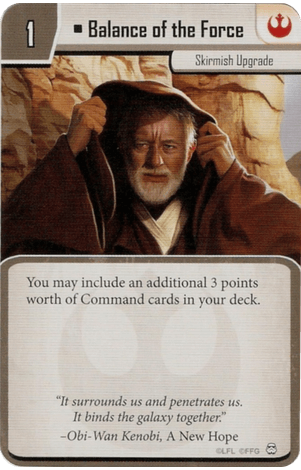 1
▪ Balance of the Force
Skirmish Upgrade
You may include an additional 3 points
worth of Command cards in your deck.
“It surrounds us and penetrates us.
It binds the galaxy together.”
–Obi-Wan Kenobi, A New Hope
©LFL ©FFG